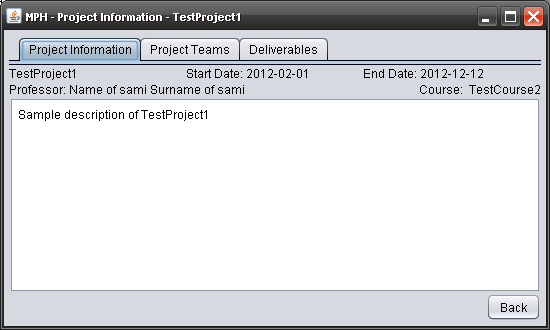 MPH - Project Information - TestProject1
Project Information Project Teams Deliverables
TestProject1 Start Date: 2012-02-01 End Date: 2012-12-12
Professor: Name of sami Surname of sami Course: TestCourse2
Sample description of TestProject1
Back